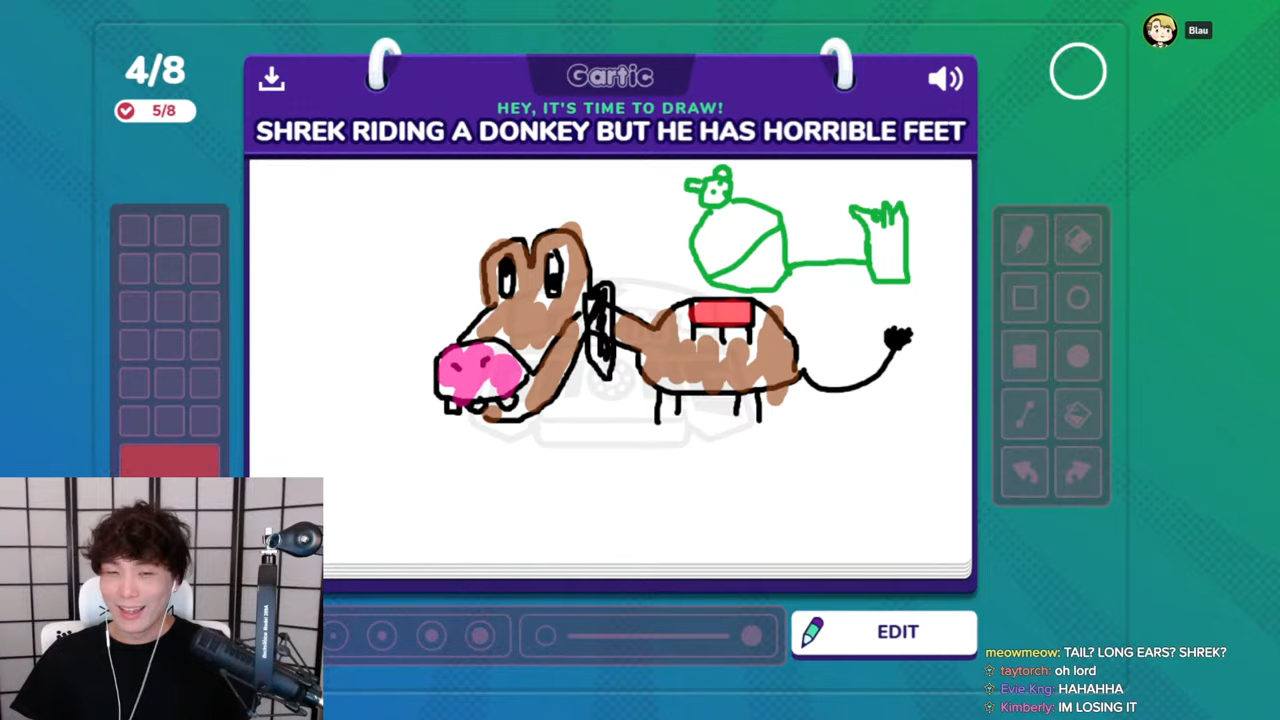 Blau
4/8
5/8
Gartic
HEY, IT'S TIME TO DRAW!
SHREK RIDING A DONKEY BUT HE HAS HORRIBLE FEET
EDIT
meowmeow: TAIL? LONG EARS? SHREK?
taytorch: oh lord
Evie.Kng: HAHAHHA
Kimberly: IM LOSING IT